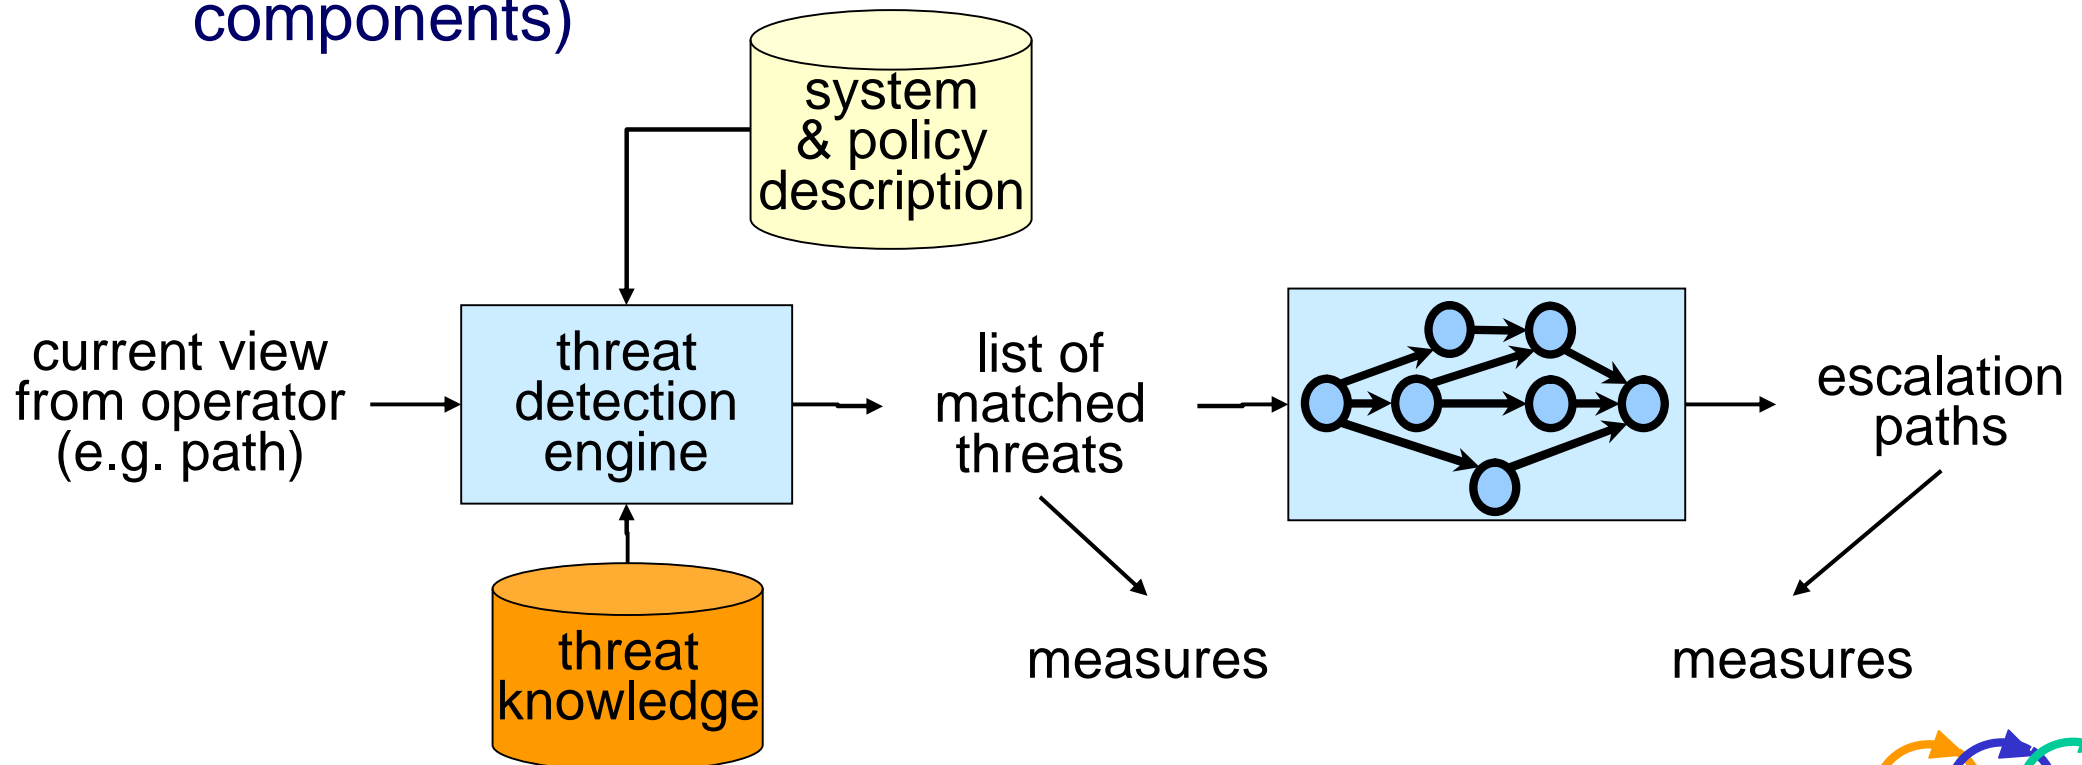 components)
system
& policy
description
current view
from operator
(e.g. path)
threat
detection
engine
list of
matched
threats
escalation
paths
threat
knowledge
measures
measures